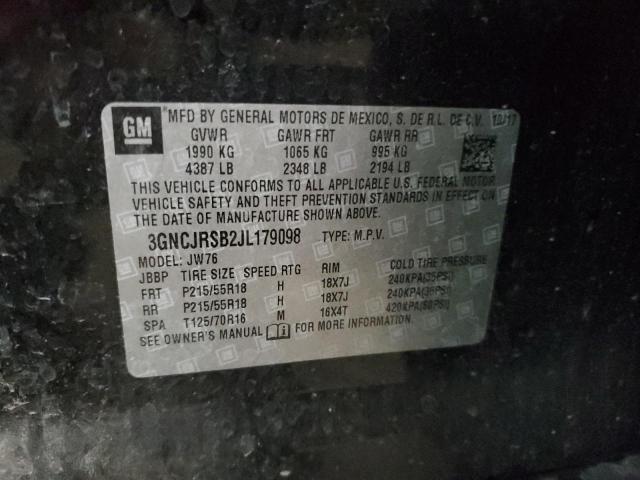 GM
MFD BY GENERAL MOTORS DE MEXICO, S. DE R.L. DE C.V. 10/17
GVWR GAWR FRT GAWR RR
1990 KG 1065 KG 995 KG
4387 LB 2348 LB 2194 LB
THIS VEHICLE CONFORMS TO ALL APPLICABLE U.S. FEDERAL MOTOR
VEHICLE SAFETY AND THEFT PREVENTION STANDARDS IN EFFECT ON
THE DATE OF MANUFACTURE SHOWN ABOVE.
3GNCJRSB2JL179098 TYPE: M.P.V.
MODEL: JW76
JBBP TIRE SIZE SPEED RTG RIM COLD TIRE PRESSURE
FRT P215/55R18 H 18X7J 240KPA(35PSI)
RR P215/55R18 H 18X7J 240KPA(35PSI)
SPA T125/70R16 M 16X4T 420KPA(60PSI)
SEE OWNER'S MANUAL FOR MORE INFORMATION.